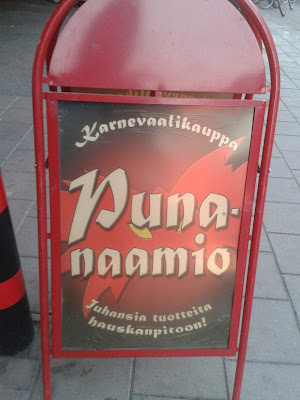 Karnevaalikauppa
Puna-
naamio
Tuhansia tuotteita
hauskanpitoon!